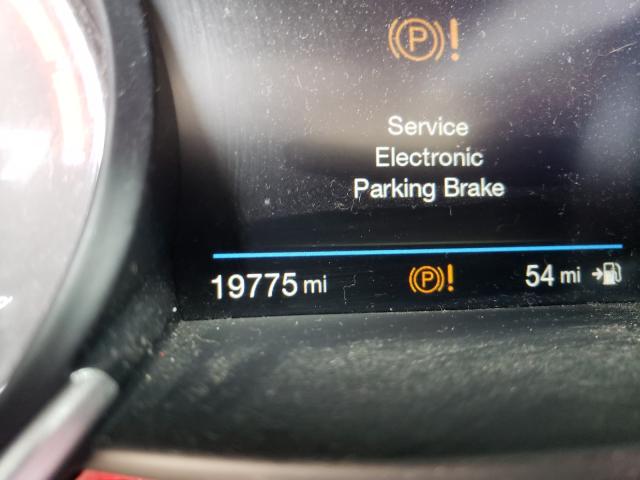 (P)!
Service
Electronic
Parking Brake
19775 mi (P)! 54 mi